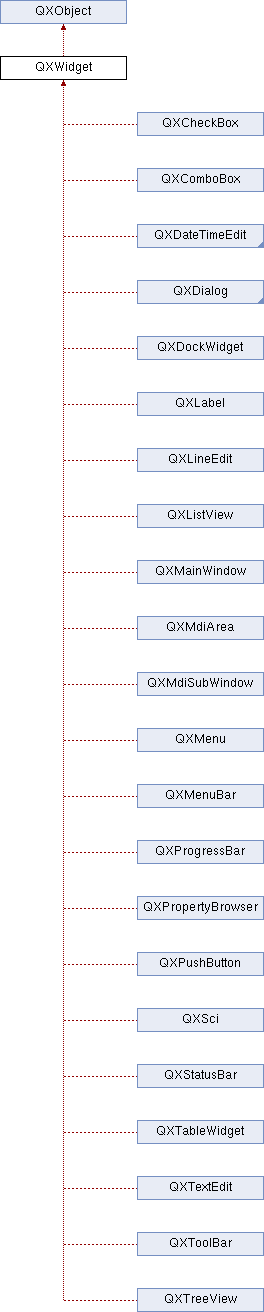 QXObject
QXWidget
QXCheckBox
QXComboBox
QXDateTimeEdit
QXDialog
QXDockWidget
QXLabel
QXLineEdit
QXListView
QXMainWindow
QXMdiArea
QXMdiSubWindow
QXMenu
QXMenuBar
QXProgressBar
QXPropertyBrowser
QXPushButton
QXSci
QXStatusBar
QXTableWidget
QXTextEdit
QXToolBar
QXTreeView